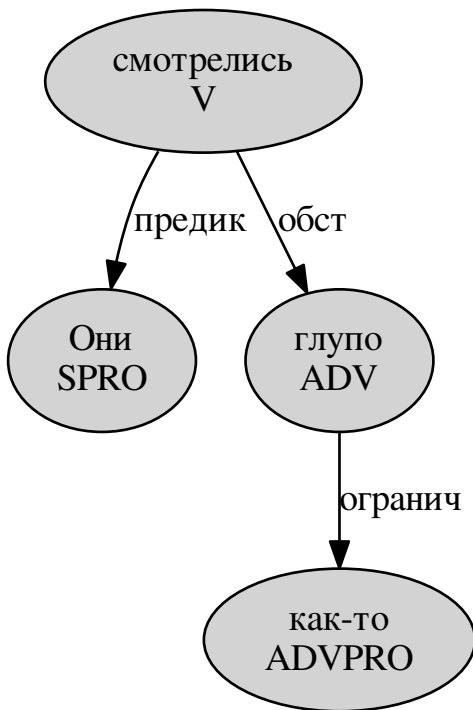 смотрелись
V
предик
обст
Они
SPRO
глупо
ADV
огранич
как-то
ADVPRO